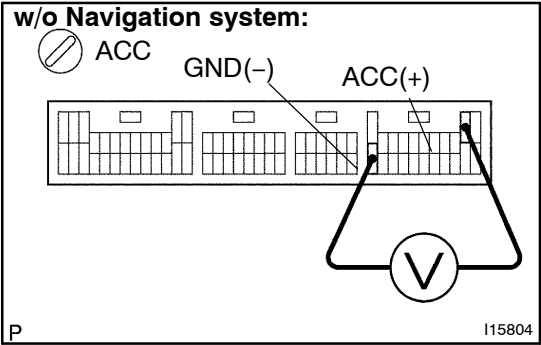 w/o Navigation system:
ACC
GND(−)
ACC(+)
V
P
I15804